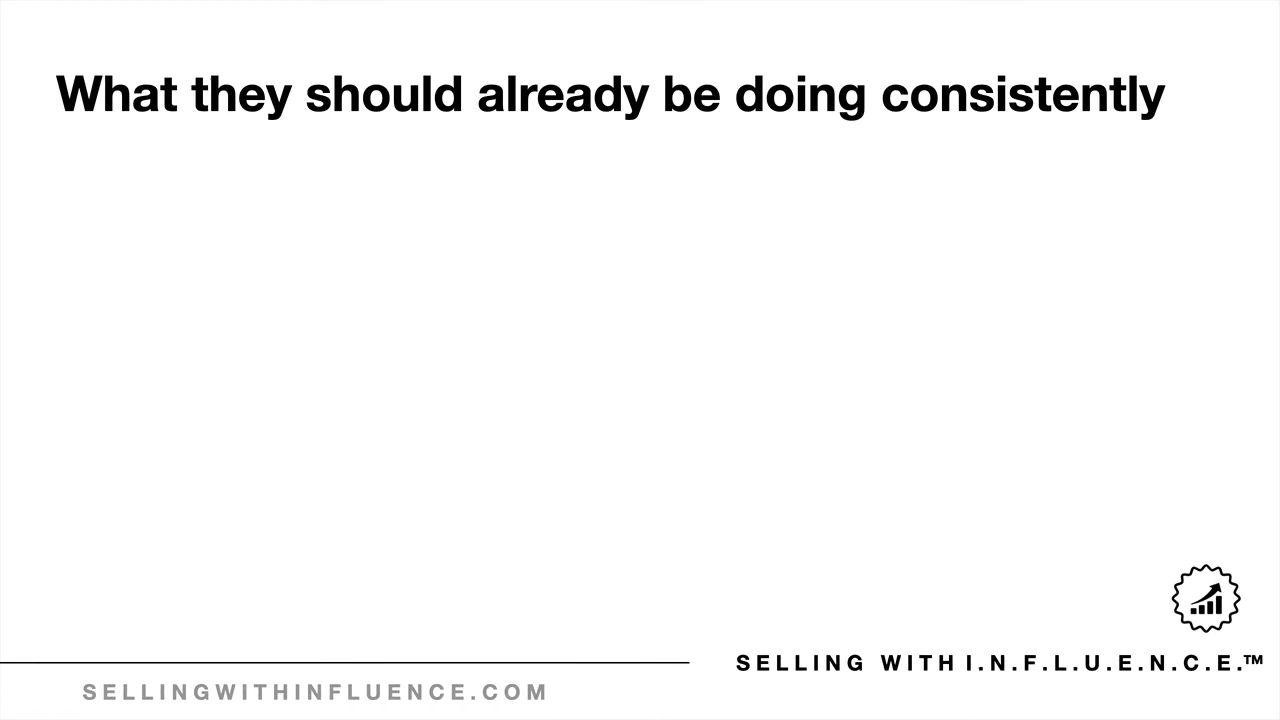 What they should already be doing consistently
SELLING WITH I.N.F.L.U.E.N.C.E.™
SELLINGWITHINFLUENCE.COM